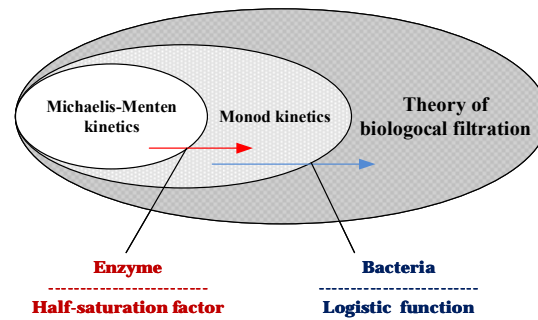 Michaelis-Menten
kinetics
Monod kinetics
Theory of
biologocal filtration
Enzyme
Half-saturation factor
Bacteria
Logistic function